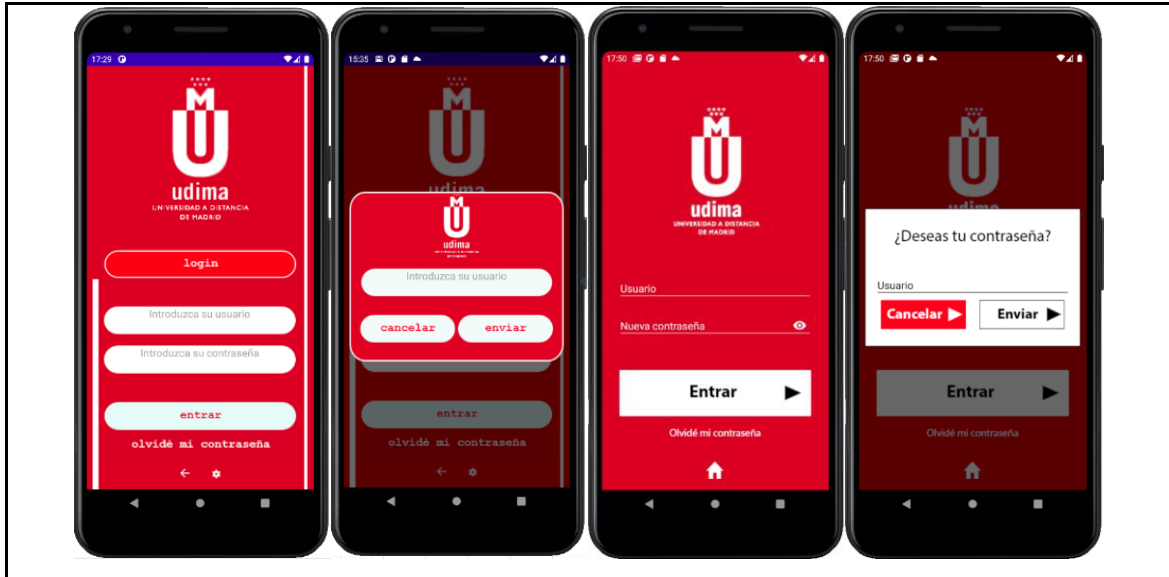 17:29
udima
UNIVERSIDAD A DISTANCIA
DE MADRID
login
Introduzca su usuario
Introduzca su contraseña
entrar
olvidé mi contraseña
15:35
udima
udima
Introduzca su usuario
cancelar
enviar
entrar
olvidé mi contraseña
17:50
udima
UNIVERSIDAD A DISTANCIA
DE MADRID
Usuario
Nueva contraseña
Entrar
Olvidé mi contraseña
17:50
udima
¿Deseas tu contraseña?
Usuario
Cancelar
Enviar
Entrar
Olvidé mi contraseña